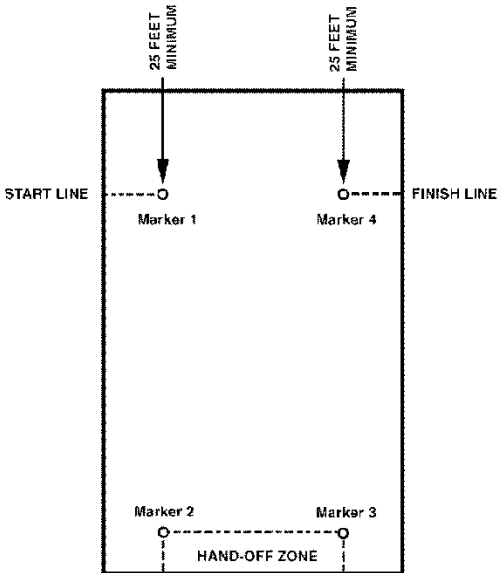 25 FEET
MINIMUM
25 FEET
MINIMUM
START LINE
FINISH LINE
Marker 1
Marker 4
Marker 2
Marker 3
HAND-OFF ZONE